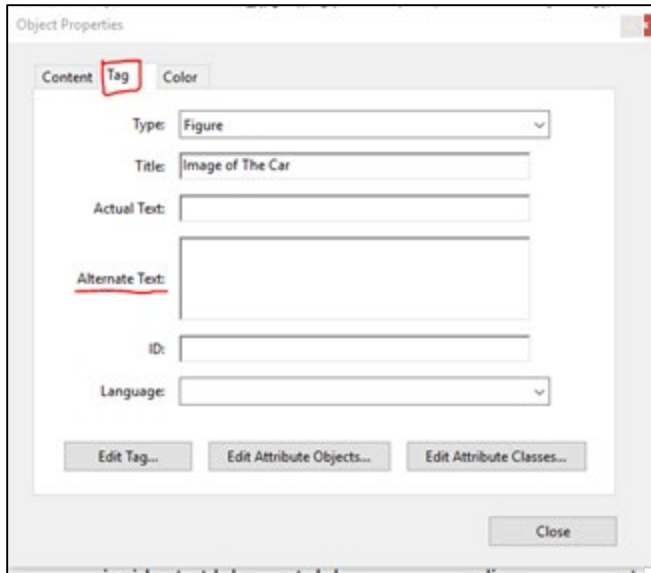 Object Properties
Content Tag Color
Type: Figure
Title: Image of The Car
Actual Text:
Alternate Text:
ID:
Language:
Edit Tag... Edit Attribute Objects... Edit Attribute Classes...
Close